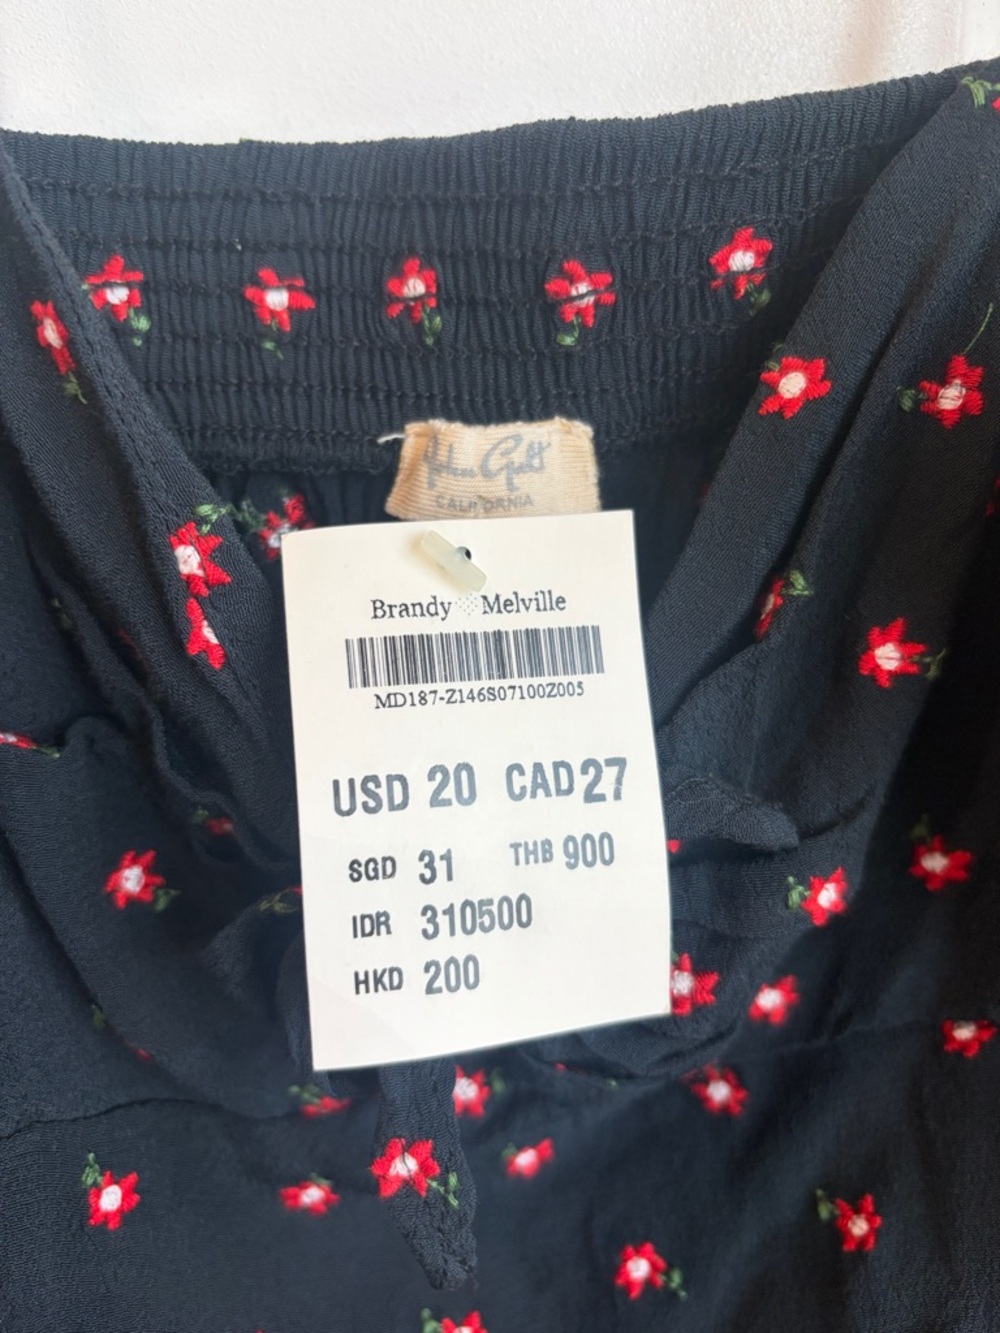 John Galt
CALIFORNIA
Brandy Melville
MD187-Z146S07100Z005
USD 20 CAD 27
SGD 31 THB 900
IDR 310500
HKD 200